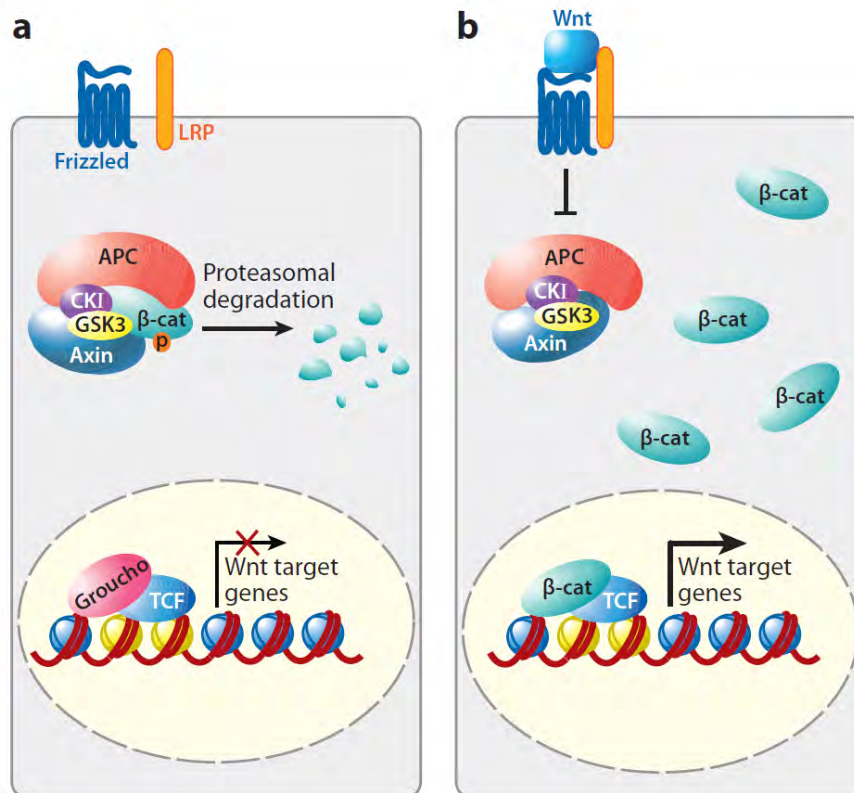 a
LRP
Frizzled
APC
CKI
GSK3
β-cat
p
Axin
Proteasomal
degradation
Groucho
TCF
Wnt target
genes
b
Wnt
β-cat
APC
CKI
GSK3
Axin
β-cat
β-cat
β-cat
β-cat
TCF
Wnt target
genes